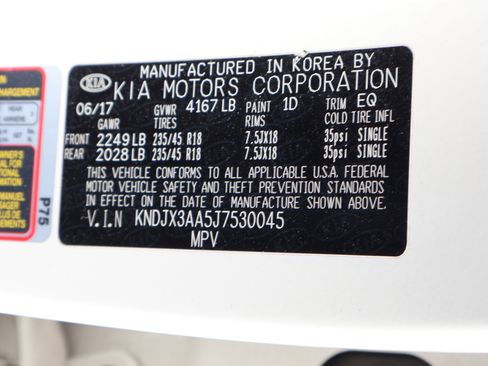 MANUFACTURED IN KOREA BY
KIA KIA MOTORS CORPORATION
06/17 GVWR 4167 LB PAINT 1D TRIM EQ
GAWR TIRES RIMS COLD TIRE INFL
FRONT 2249 LB 235/45 R18 7.5JX18 35psi SINGLE
REAR 2028 LB 235/45 R18 7.5JX18 35psi SINGLE
THIS VEHICLE CONFORMS TO ALL APPLICABLE U.S.A. FEDERAL
MOTOR VEHICLE SAFETY AND THEFT PREVENTION STANDARDS
IN EFFECT ON THE DATE OF MANUFACTURE SHOWN ABOVE.
V.I.N KNDJX3AA5J7530045
MPV
P75